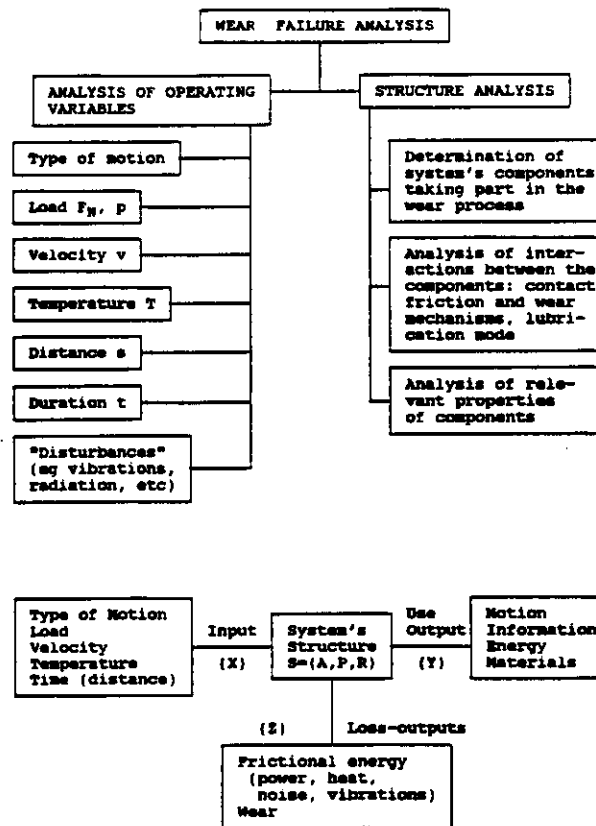 WEAR FAILURE ANALYSIS
ANALYSIS OF OPERATING
VARIABLES
STRUCTURE ANALYSIS
Type of motion
Load F_N, p
Velocity v
Temperature T
Distance s
Duration t
"Disturbances"
(eg vibrations,
radiation, etc)
Determination of
system's components
taking part in the
wear process
Analysis of inter-
actions between the
components: contact
friction and wear
mechanisms, lubri-
cation mode
Analysis of rele-
vant properties
of components
Type of Motion
Load
Velocity
Temperature
Time (distance)
Input
{X}
System's
Structure
S={A,P,R}
Use
Output
{Y}
Motion
Information
Energy
Materials
{Z} Loss-outputs
Frictional energy
(power, heat,
noise, vibrations)
Wear